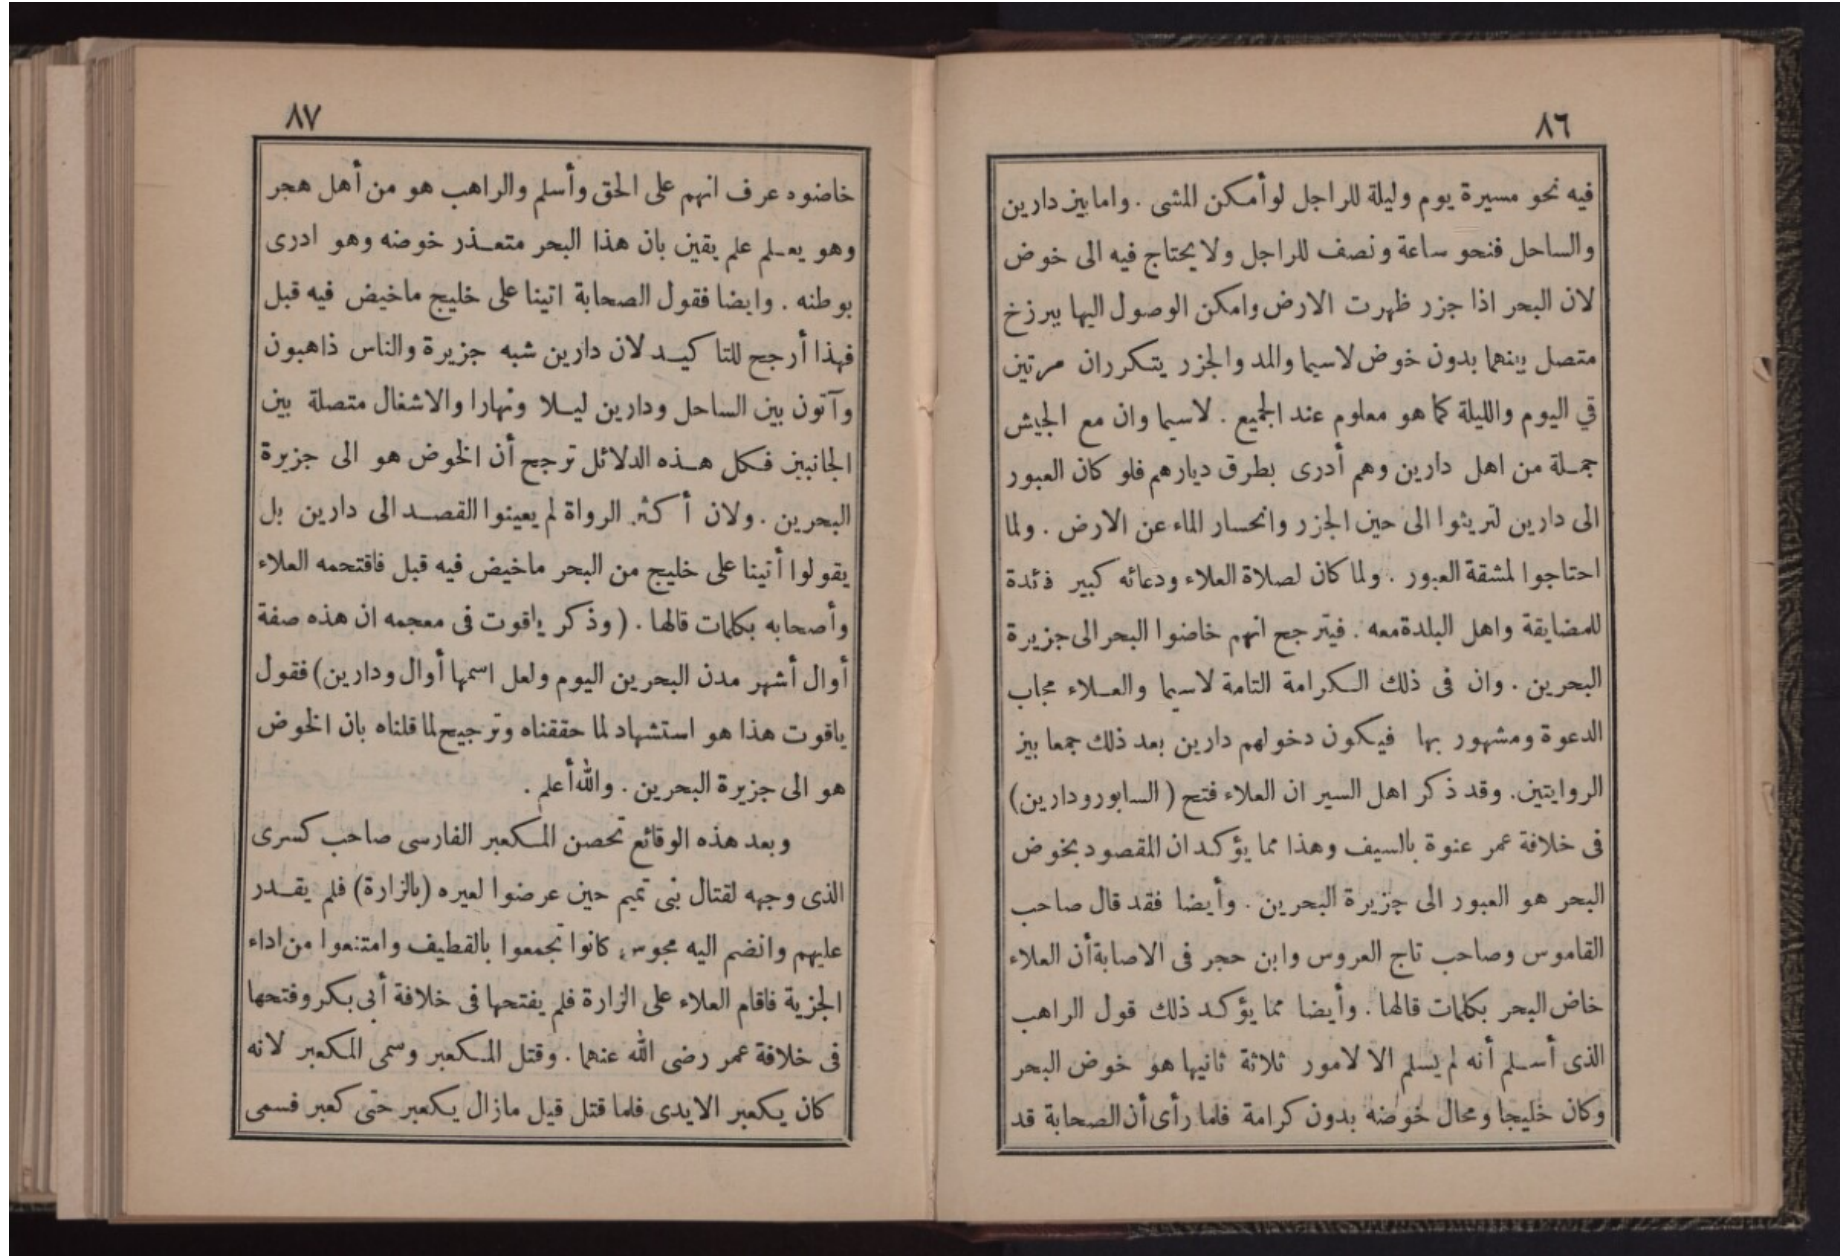 ٨٦
فيه نحو مسيرة يوم وليلة للراجل لو أمكن المشى . واما بين دارين
والساحل فنحو ساعة ونصف للراجل ولا يحتاج فيه الى خوض
لان البحر اذا جزر ظهرت الارض وامكن الوصول اليها ببرزخ
متصل بينهما بدون خوض لاسيما والمد والجزر يتكرران مرتين
في اليوم والليلة كما هو معلوم عند الجميع . لاسيما وان مع الجيش
جملة من اهل دارين وهم أدرى بطرق ديارهم فلو كان العبور
الى دارين لتريثوا الى حين الجزر وانحسار الماء عن الارض . ولما
احتاجوا لمشقة العبور . ولما كان لصلاة العلاء ودعائه كبير فئدة
للمضايقة واهل البلدة معه . فيترجح انهم خاضوا البحر الى جزيرة
البحرين . وان فى ذلك الكرامة التامة لاسيما والعلاء مجاب
الدعوة ومشهور بها فيكون دخولهم دارين بعد ذلك جمعا بين
الروايتين. وقد ذكر اهل السير ان العلاء فتح ( السابور ودارين )
فى خلافة عمر عنوة بالسيف وهذا مما يؤكد ان المقصود بخوض
البحر هو العبور الى جزيرة البحرين . وأيضا فقد قال صاحب
القاموس وصاحب تاج العروس وابن حجر فى الاصابة أن العلاء
خاض البحر بكلمات قالها . وأيضا مما يؤكد ذلك قول الراهب
الذى أسلم أنه لم يسلم الا لامور ثلاثة ثانيها هو خوض البحر
وكان خليجا ومحال خوضه بدون كرامة فلما رأى أن الصحابة قد
٨٧
خاضوه عرف انهم على الحق وأسلم والراهب هو من أهل هجر
وهو يعلم علم يقين بان هذا البحر متعذر خوضه وهو ادرى
بوطنه . وايضا فقول الصحابة اتينا على خليج ماخيض فيه قبل
فهذا أرجح للتاكيد لان دارين شبه جزيرة والناس ذاهبون
وآتون بين الساحل ودارين ليلا ونهارا والاشغال متصلة بين
الجانبين فكل هذه الدلائل ترجح أن الخوض هو الى جزيرة
البحرين . ولان أكثر الرواة لم يعينوا القصد الى دارين بل
يقولوا أتينا على خليج من البحر ماخيض فيه قبل فاقتحمه العلاء
وأصحابه بكلمات قالها . ( وذكر ياقوت فى معجمه ان هذه صفة
أوال أشهر مدن البحرين اليوم ولعل اسمها أوال ودارين ) فقول
ياقوت هذا هو استشهاد لما حققناه وترجيح لما قلناه بان الخوض
هو الى جزيرة البحرين . والله أعلم .
وبعد هذه الوقائع تحصن المكعبر الفارسى صاحب كسرى
الذى وجهه لقتال بنى تميم حين عرضوا لعيره (بالزارة) فلم يقدر
عليهم وانضم اليه مجوس كانوا تجمعوا بالقطيف وامتنعوا من اداء
الجزية فاقام العلاء على الزارة فلم يفتحها فى خلافة أبى بكر وفتحها
فى خلافة عمر رضى الله عنهما . وقتل المكعبر وسمى المكعبر لانه
كان يكعبر الايدى فلما قتل قيل مازال يكعبر حتى كعبر فسمى